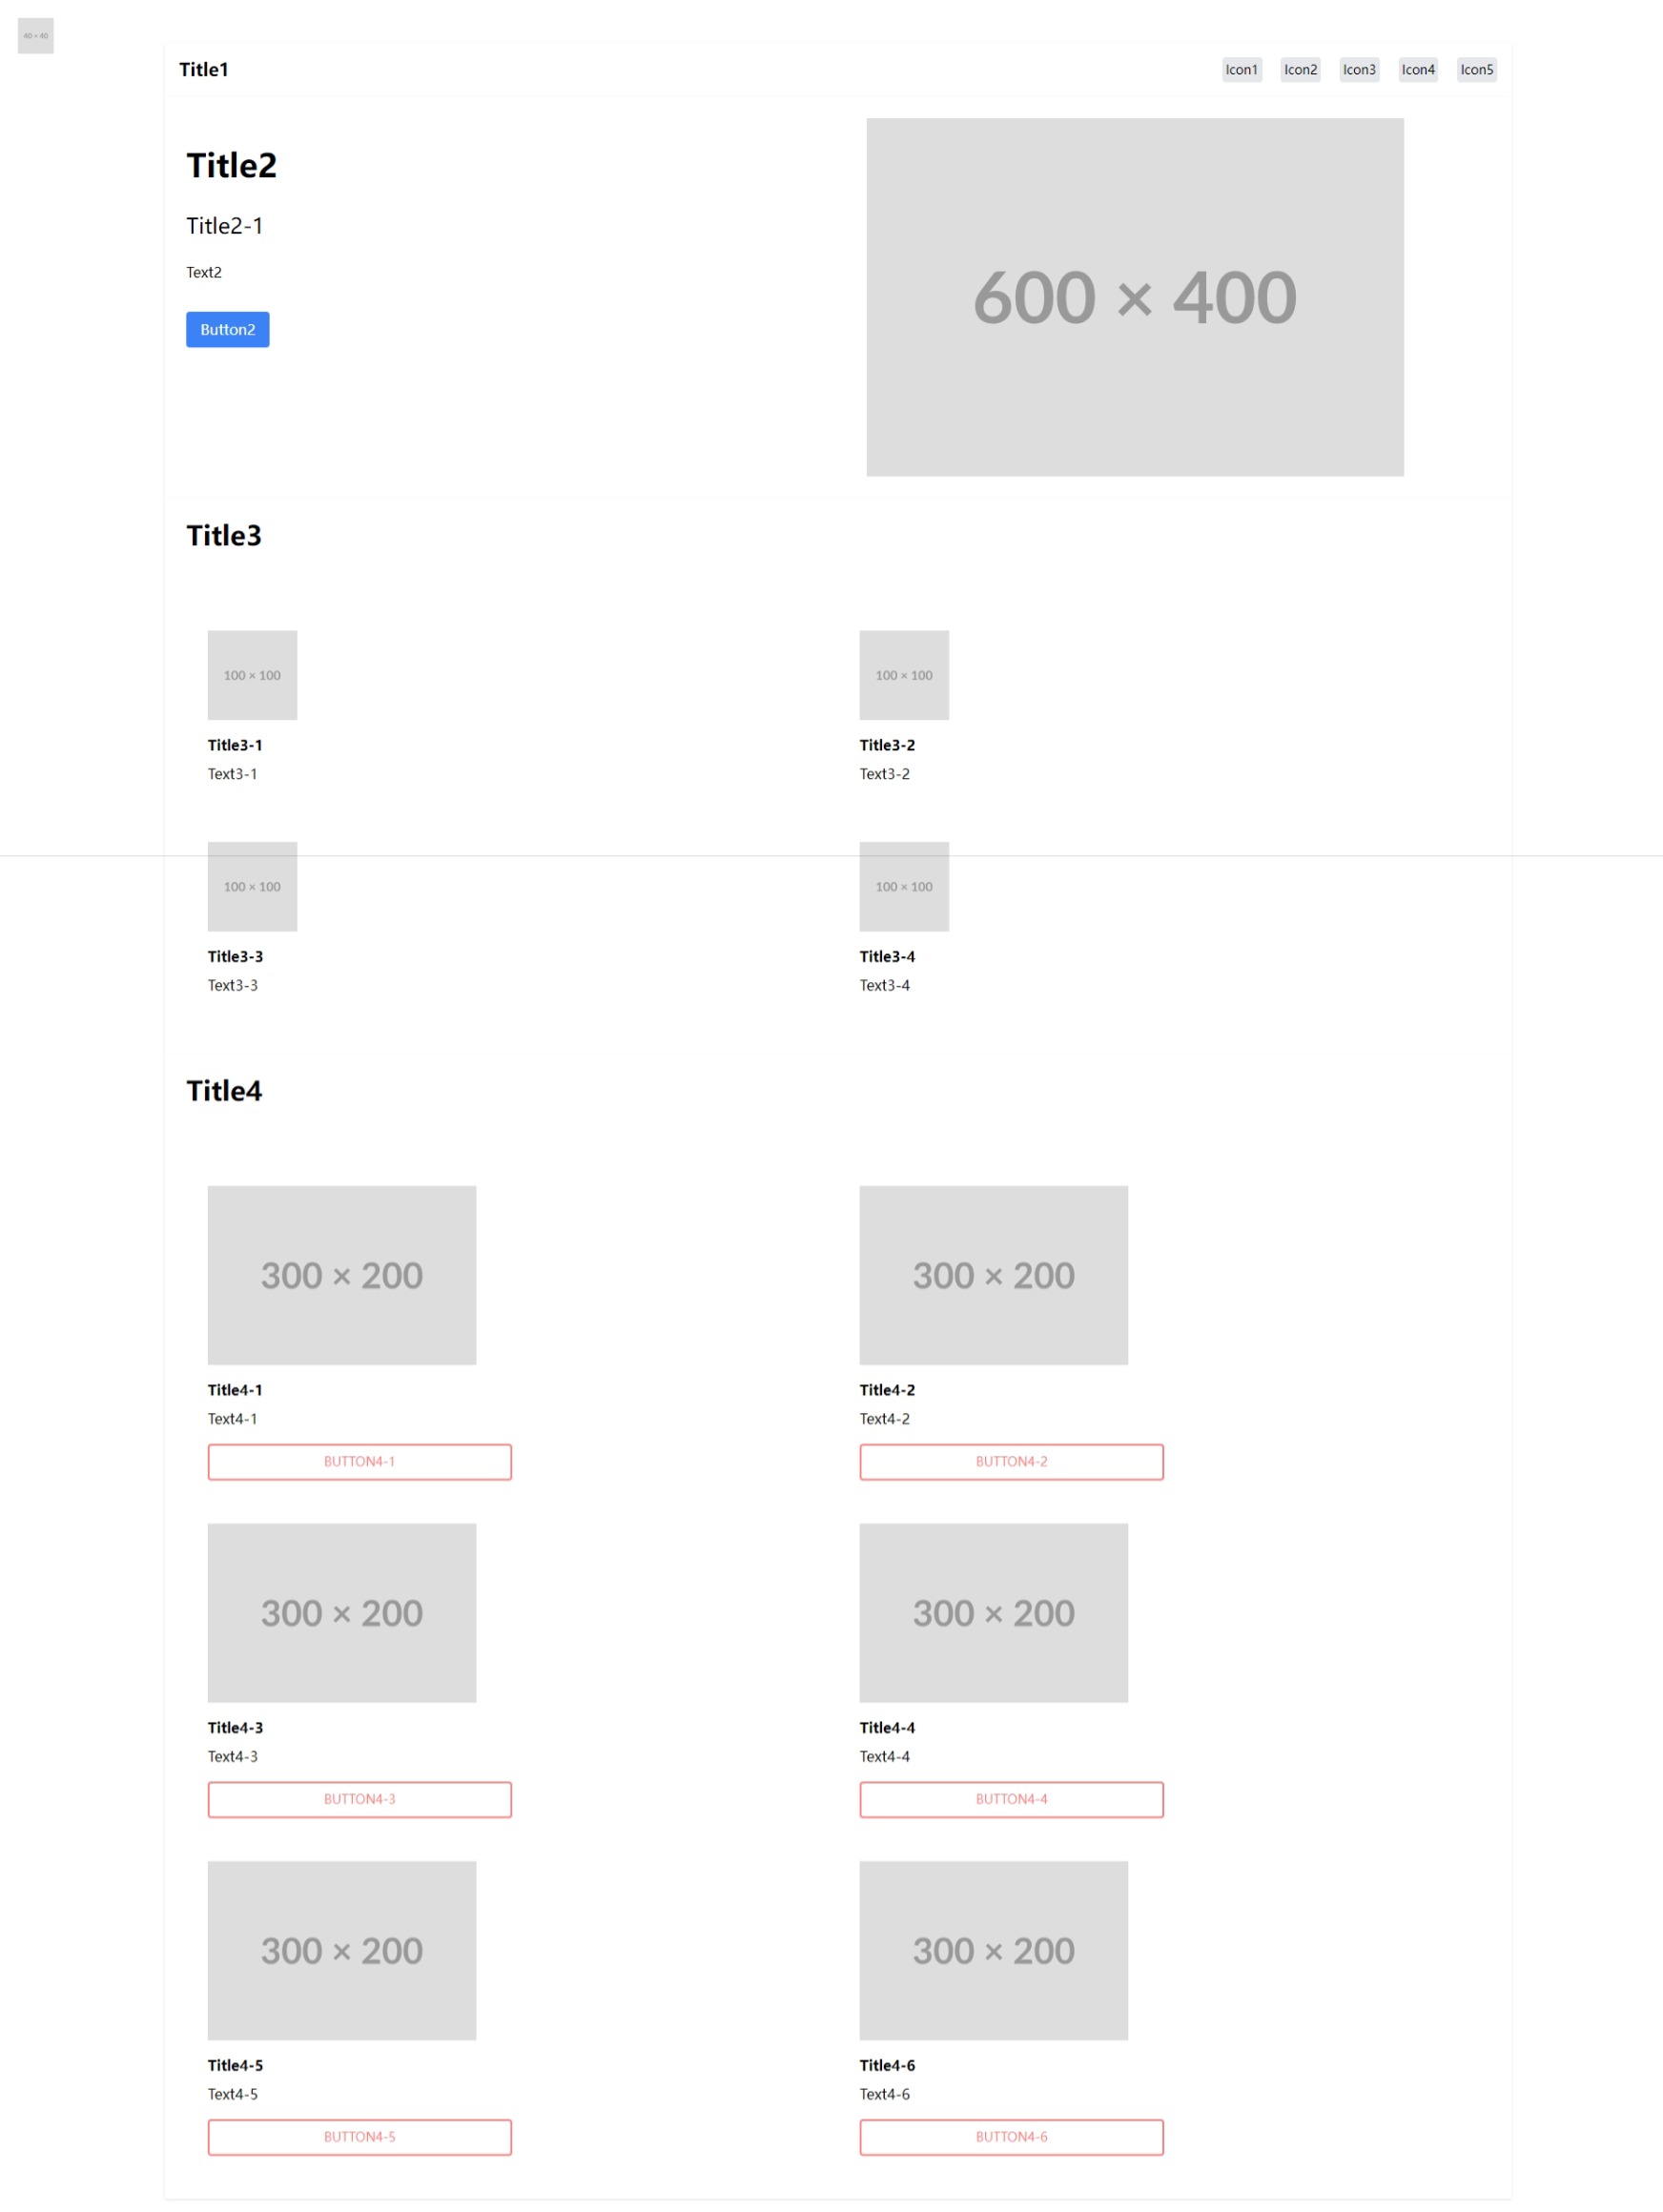 40 × 40
Title1
Icon1 Icon2 Icon3 Icon4 Icon5
Title2
Title2-1
Text2
Button2
600 × 400
Title3
100 × 100
Title3-1
Text3-1
100 × 100
Title3-2
Text3-2
100 × 100
Title3-3
Text3-3
100 × 100
Title3-4
Text3-4
Title4
300 × 200
Title4-1
Text4-1
BUTTON4-1
300 × 200
Title4-2
Text4-2
BUTTON4-2
300 × 200
Title4-3
Text4-3
BUTTON4-3
300 × 200
Title4-4
Text4-4
BUTTON4-4
300 × 200
Title4-5
Text4-5
BUTTON4-5
300 × 200
Title4-6
Text4-6
BUTTON4-6